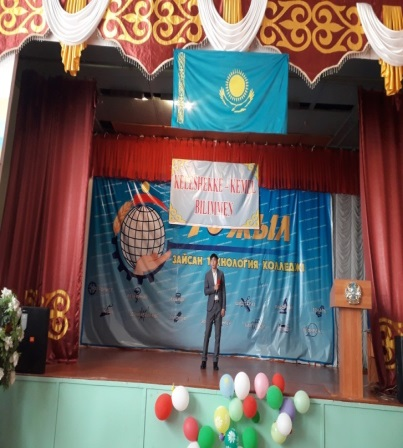 KELESHEKKE - KEMEL
BILIMMEN
ЖЫЛ
ЗАЙСАН ТЕХНОЛОГИЯ КОЛЛЕДЖІ